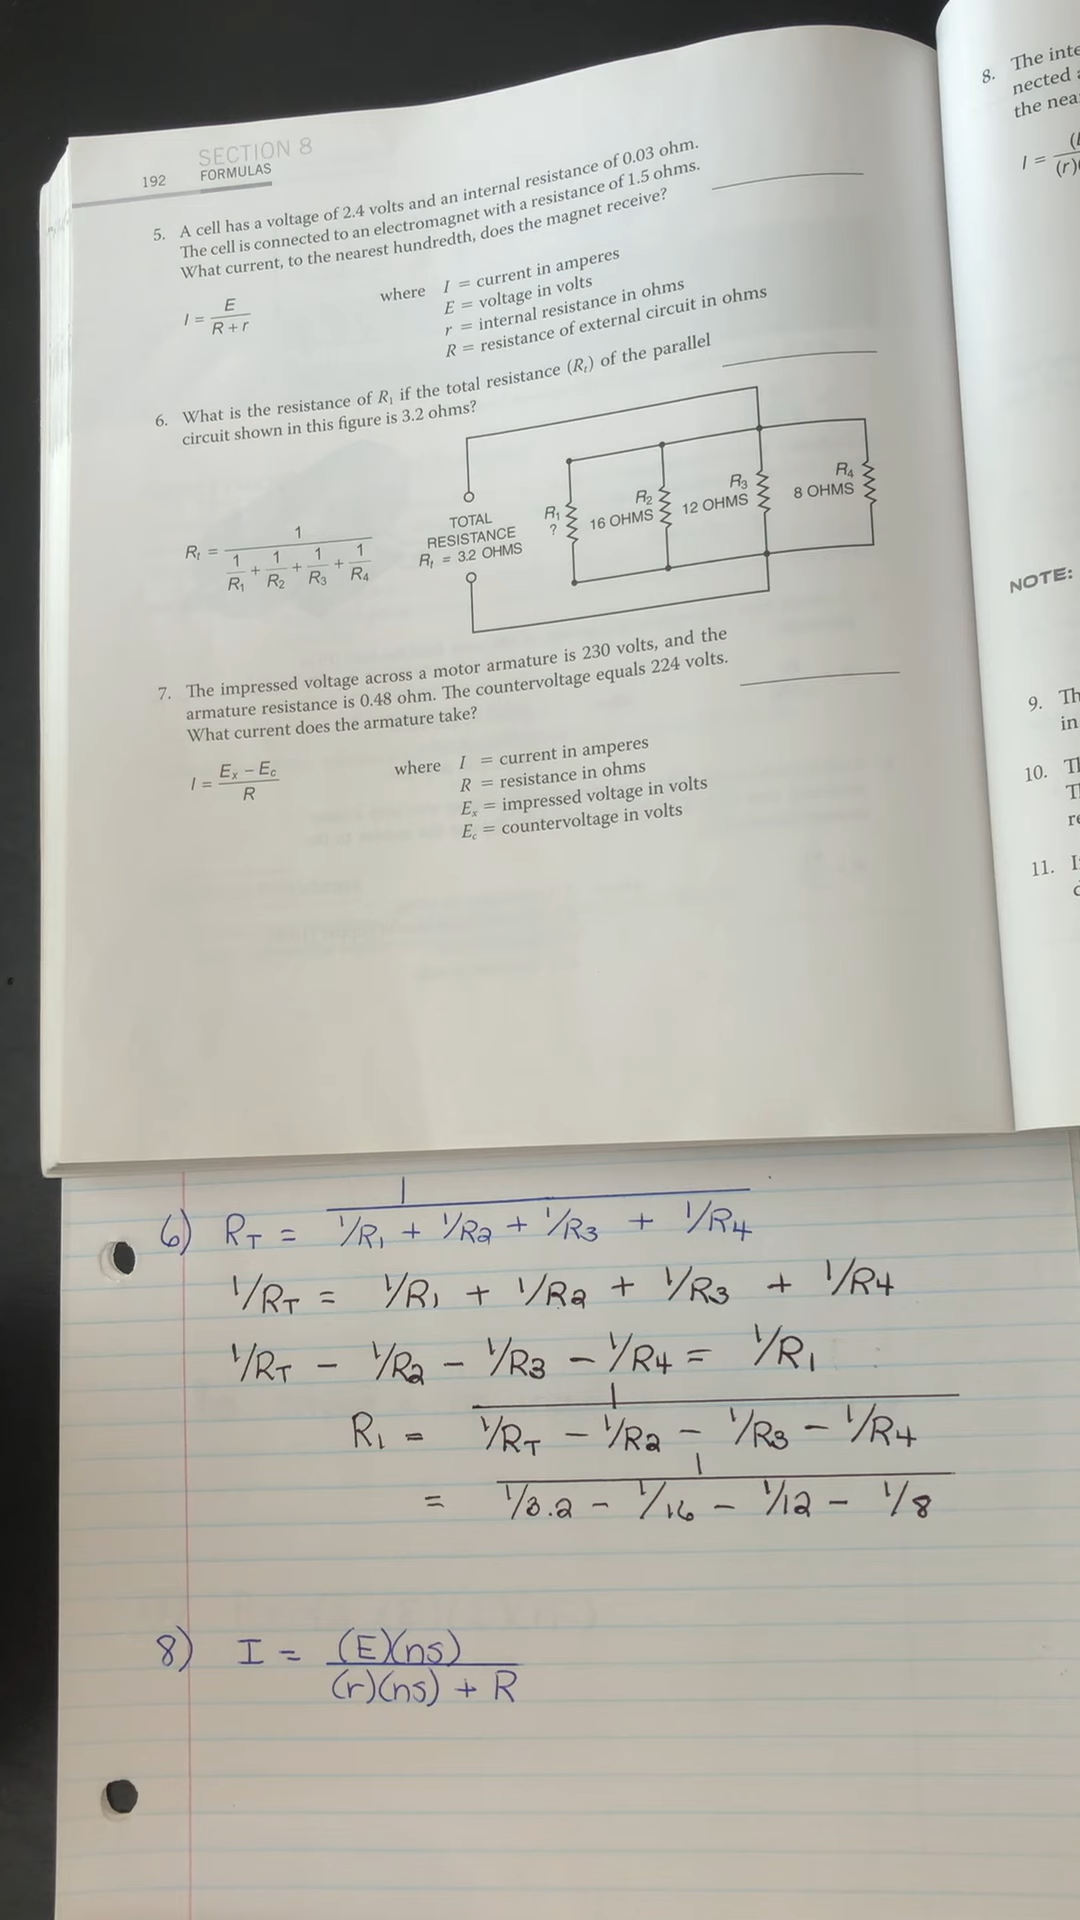 SECTION 8
192 FORMULAS
5. A cell has a voltage of 2.4 volts and an internal resistance of 0.03 ohm.
The cell is connected to an electromagnet with a resistance of 1.5 ohms.
What current, to the nearest hundredth, does the magnet receive?
I = E / R + r
where I = current in amperes
E = voltage in volts
r = internal resistance in ohms
R = resistance of external circuit in ohms
6. What is the resistance of R₁ if the total resistance (Rₜ) of the parallel
circuit shown in this figure is 3.2 ohms?
Rₜ = 1 / 1/R₁ + 1/R₂ + 1/R₃ + 1/R₄
TOTAL
RESISTANCE
Rₜ = 3.2 OHMS
R₁
?
R₂
16 OHMS
R₃
12 OHMS
R₄
8 OHMS
7. The impressed voltage across a motor armature is 230 volts, and the
armature resistance is 0.48 ohm. The countervoltage equals 224 volts.
What current does the armature take?
I = Eₓ − E꜀ / R
where I = current in amperes
R = resistance in ohms
Eₓ = impressed voltage in volts
E꜀ = countervoltage in volts
8. The
nected
the
I =
(r)
NOTE:
9.
in
10.
11.
6) R_T = 1 / 1/R₁ + 1/R₂ + 1/R₃ + 1/R₄
1/R_T = 1/R₁ + 1/R₂ + 1/R₃ + 1/R₄
1/R_T − 1/R₂ − 1/R₃ − 1/R₄ = 1/R₁
R₁ = 1 / 1/R_T − 1/R₂ − 1/R₃ − 1/R₄
= 1 / 1/3.2 − 1/16 − 1/12 − 1/8
8) I = (E)(ns) / (r)(ns) + R